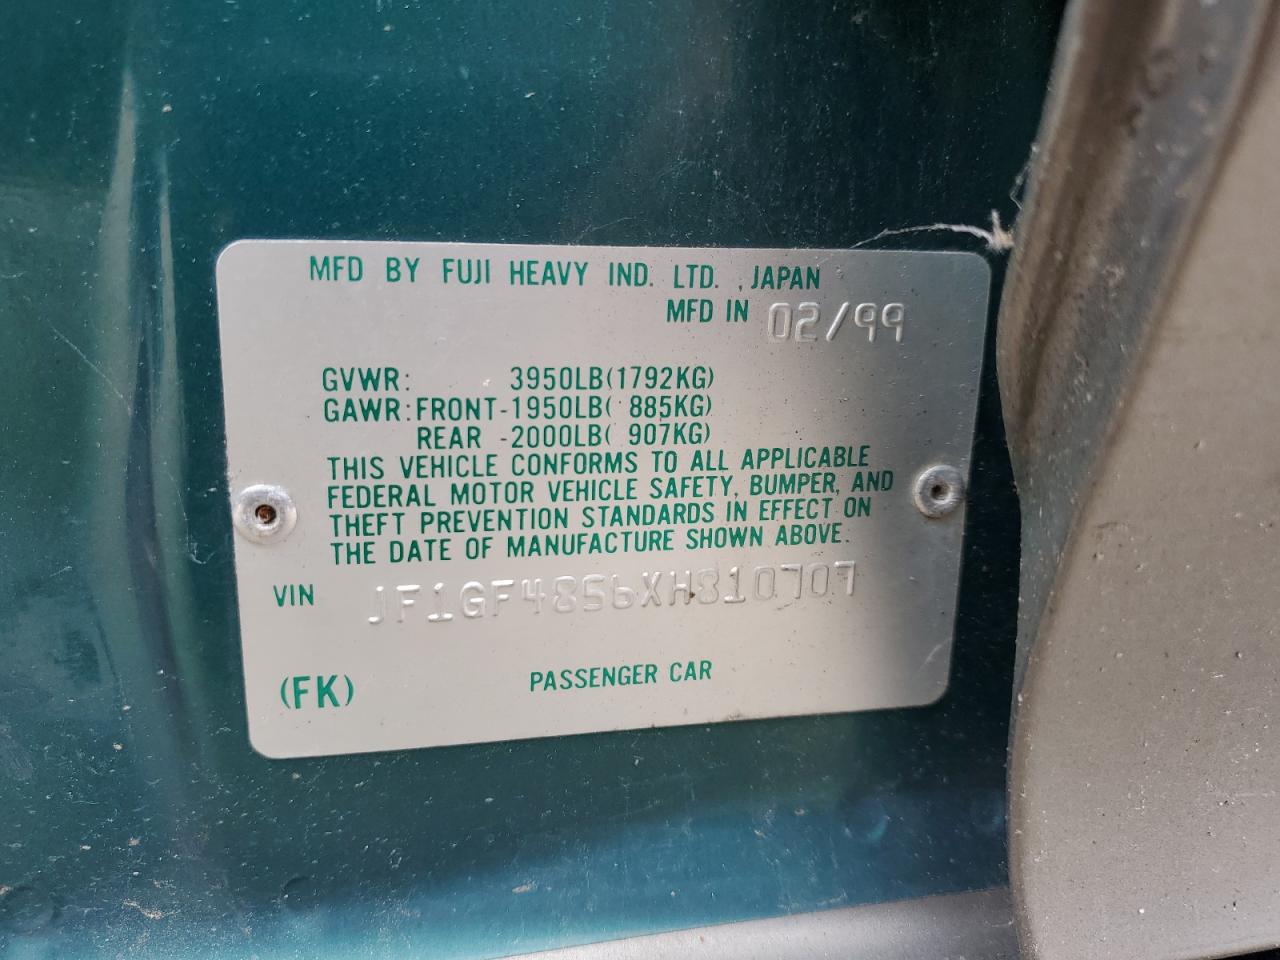 MFD BY FUJI HEAVY IND. LTD. , JAPAN
MFD IN 02/99
GVWR: 3950LB(1792KG)
GAWR:FRONT-1950LB( 885KG)
REAR -2000LB( 907KG)
THIS VEHICLE CONFORMS TO ALL APPLICABLE
FEDERAL MOTOR VEHICLE SAFETY, BUMPER, AND
THEFT PREVENTION STANDARDS IN EFFECT ON
THE DATE OF MANUFACTURE SHOWN ABOVE.
VIN JF1GF4856XH810707
(FK) PASSENGER CAR